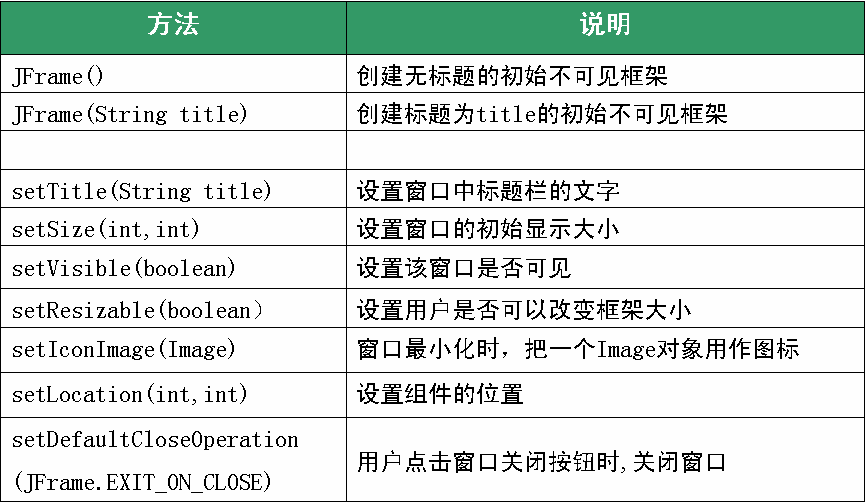 方法 说明
JFrame() 创建无标题的初始不可见框架
JFrame(String title) 创建标题为title的初始不可见框架
setTitle(String title) 设置窗口中标题栏的文字
setSize(int,int) 设置窗口的初始显示大小
setVisible(boolean) 设置该窗口是否可见
setResizable(boolean） 设置用户是否可以改变框架大小
setIconImage(Image) 窗口最小化时，把一个Image对象用作图标
setLocation(int,int) 设置组件的位置
setDefaultCloseOperation
(JFrame.EXIT_ON_CLOSE) 用户点击窗口关闭按钮时,关闭窗口